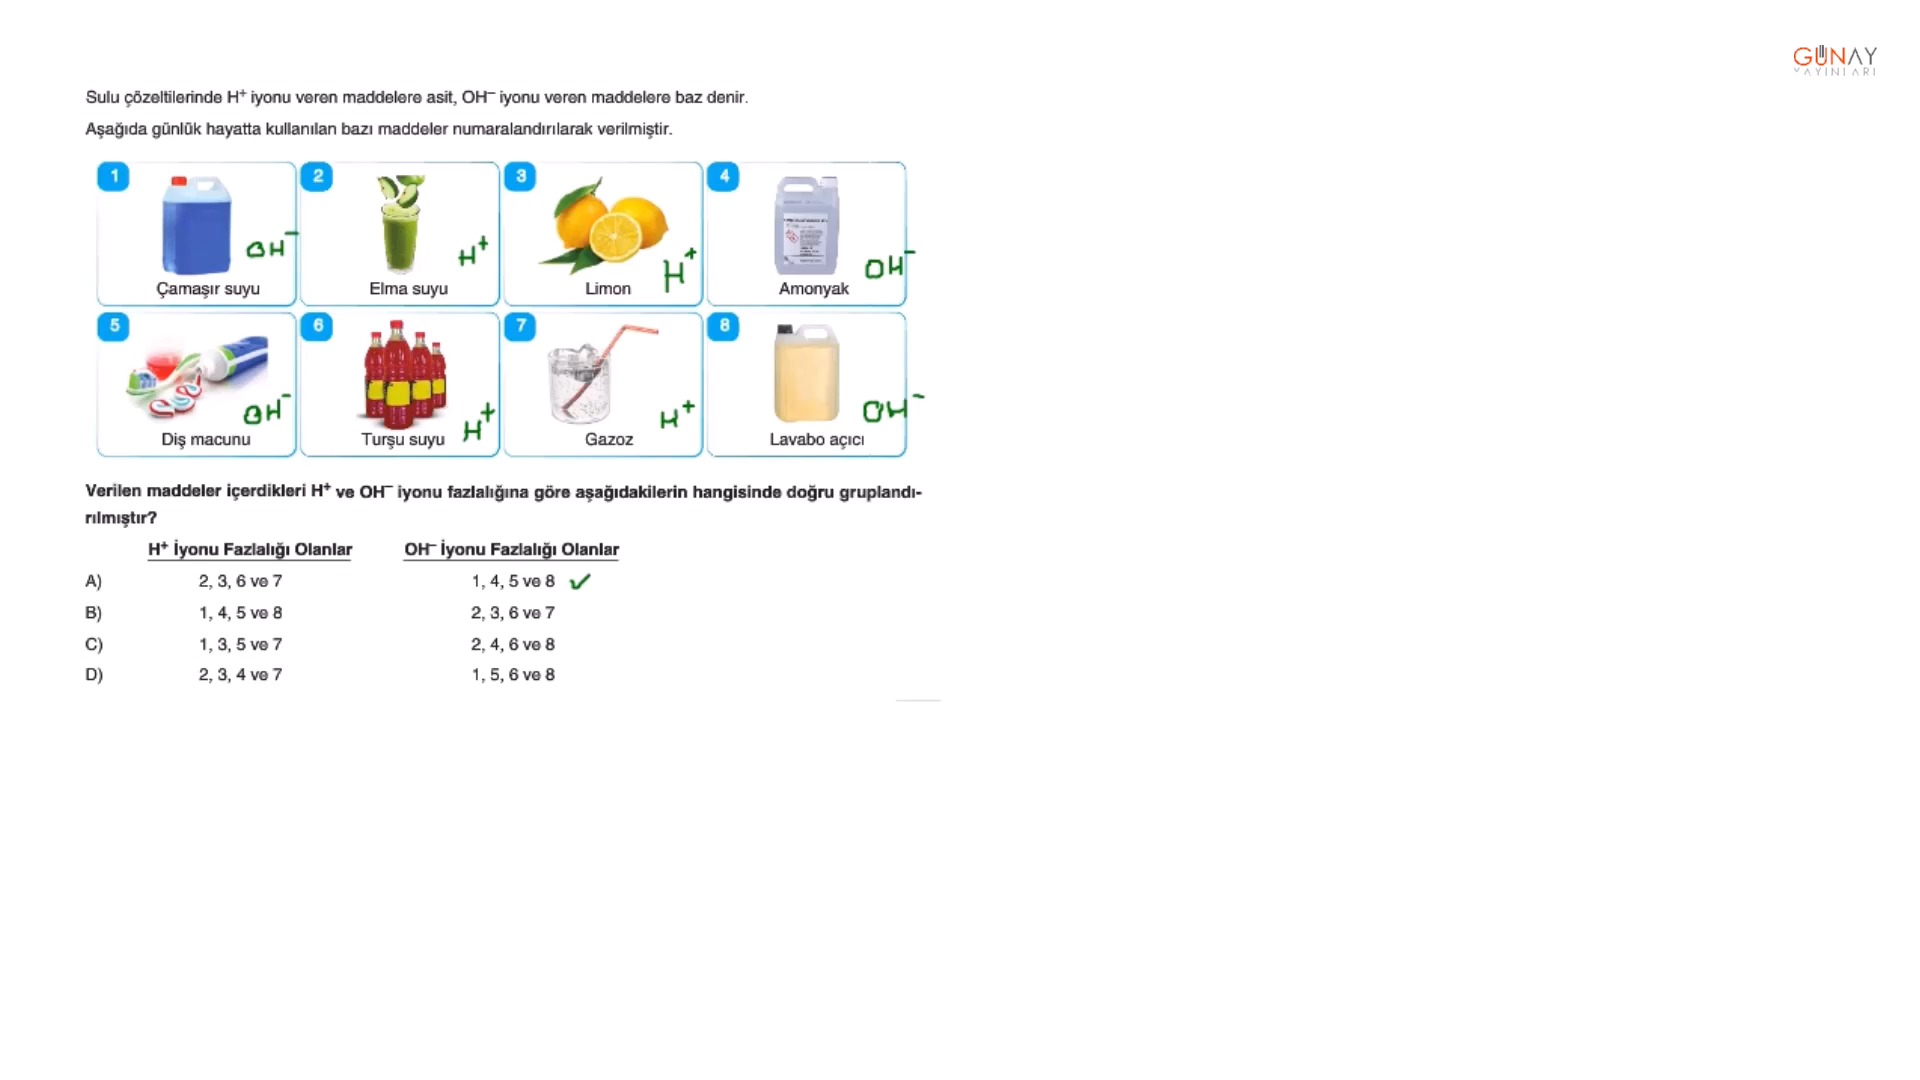 GÜNAY
YAYINLARI
Sulu çözeltilerinde H⁺ iyonu veren maddelere asit, OH⁻ iyonu veren maddelere baz denir.
Aşağıda günlük hayatta kullanılan bazı maddeler numaralandırılarak verilmiştir.
1 OH⁻ Çamaşır suyu
2 H⁺ Elma suyu
3 H⁺ Limon
4 OH⁻ Amonyak
5 OH⁻ Diş macunu
6 H⁺ Turşu suyu
7 H⁺ Gazoz
8 OH⁻ Lavabo açıcı
Verilen maddeler içerdikleri H⁺ ve OH⁻ iyonu fazlalığına göre aşağıdakilerin hangisinde doğru gruplandı-
rılmıştır?
H⁺ İyonu Fazlalığı Olanlar OH⁻ İyonu Fazlalığı Olanlar
A) 2, 3, 6 ve 7 1, 4, 5 ve 8 ✓
B) 1, 4, 5 ve 8 2, 3, 6 ve 7
C) 1, 3, 5 ve 7 2, 4, 6 ve 8
D) 2, 3, 4 ve 7 1, 5, 6 ve 8